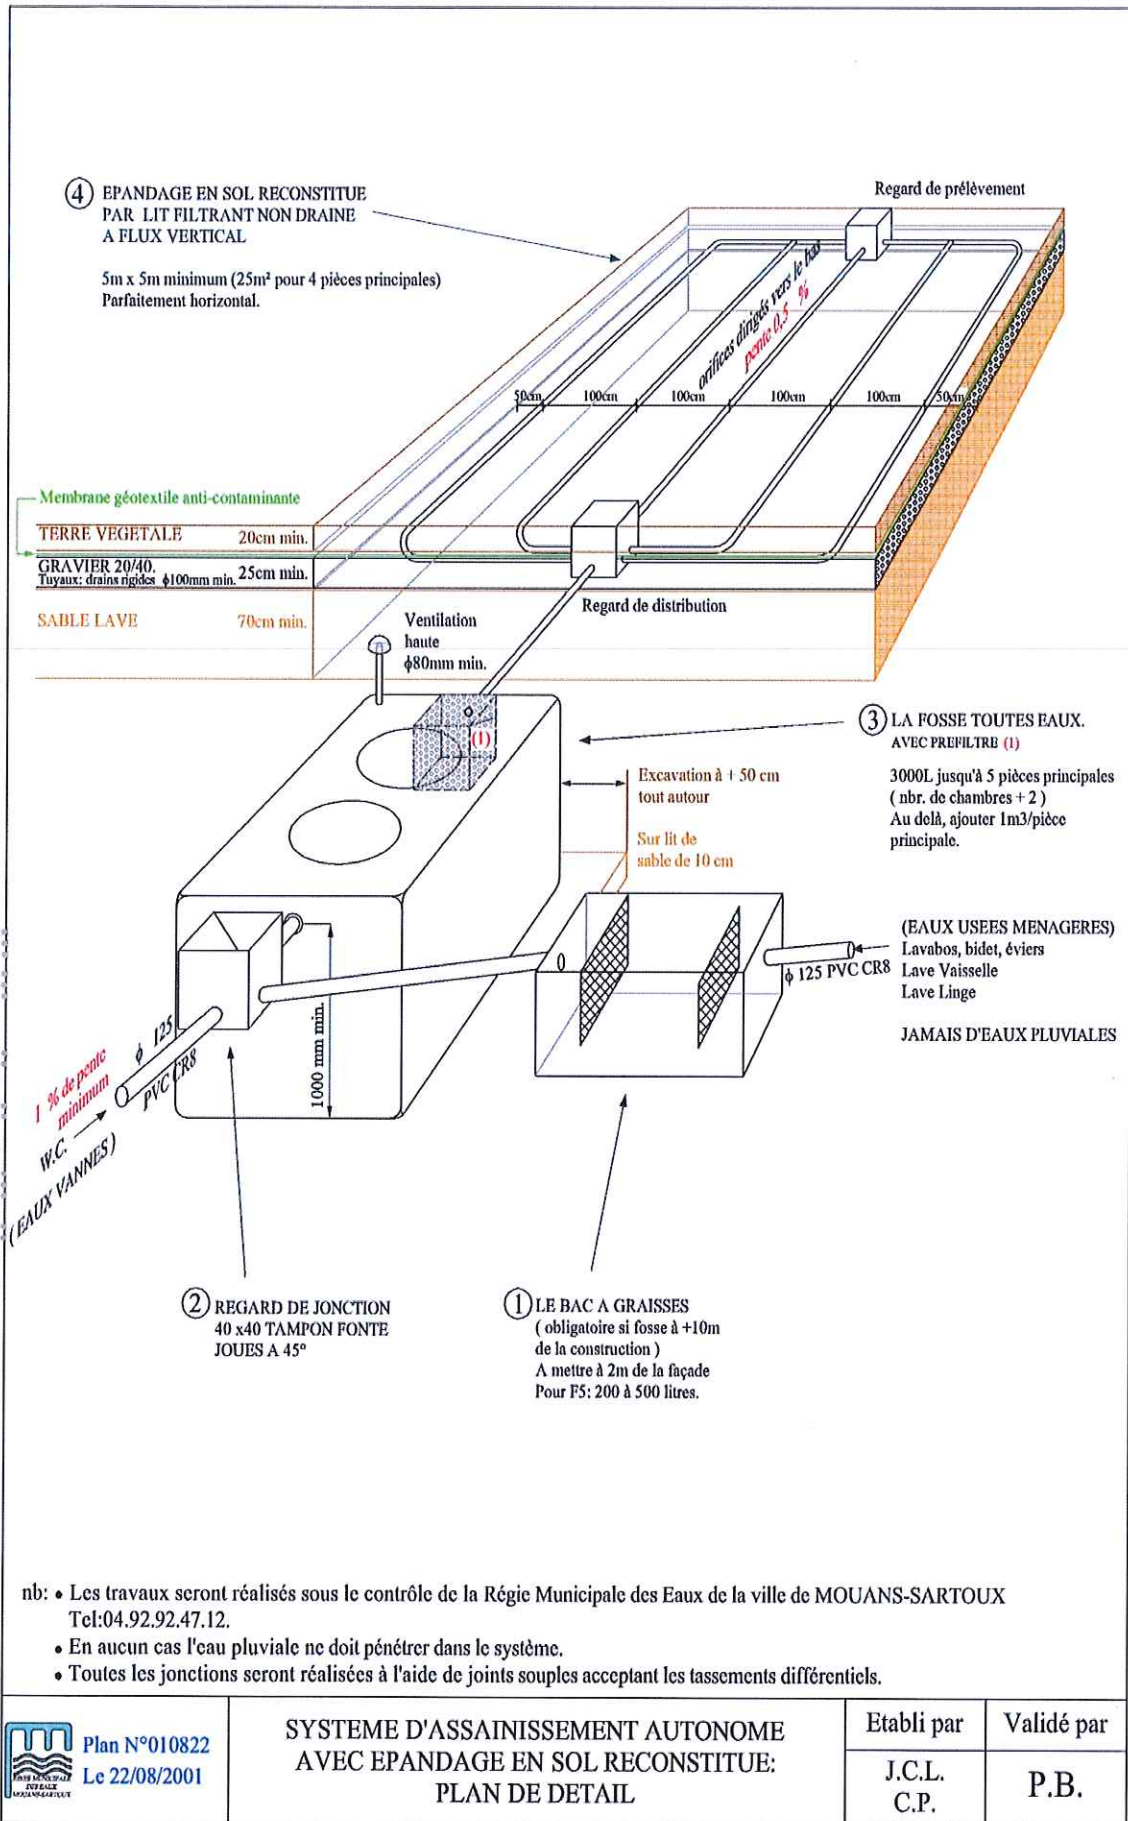 ④ EPANDAGE EN SOL RECONSTITUE
PAR LIT FILTRANT NON DRAINE
A FLUX VERTICAL
5m x 5m minimum (25m² pour 4 pièces principales)
Parfaitement horizontal.
Regard de prélèvement
orifices dirigés vers le bas
pente 0,5 %
50cm 100cm 100cm 100cm 100cm 50cm
Membrane géotextile anti-contaminante
TERRE VEGETALE 20cm min.
GRAVIER 20/40.
Tuyaux: drains rigides ϕ100mm min. 25cm min.
SABLE LAVE 70cm min.
Regard de distribution
Ventilation
haute
ϕ80mm min.
(1)
③ LA FOSSE TOUTES EAUX.
AVEC PREFILTRE (1)
3000L jusqu'à 5 pièces principales
( nbr. de chambres + 2 )
Au delà, ajouter 1m3/pièce
principale.
Excavation à + 50 cm
tout autour
Sur lit de
sable de 10 cm
(EAUX USEES MENAGERES)
Lavabos, bidet, éviers
Lave Vaisselle
Lave Linge
JAMAIS D'EAUX PLUVIALES
ϕ 125 PVC CR8
1000 mm min.
ϕ 125
PVC CR8
1 % de pente
minimum
W.C.
( EAUX VANNES )
② REGARD DE JONCTION
40 x40 TAMPON FONTE
JOUES A 45°
① LE BAC A GRAISSES
( obligatoire si fosse à +10m
de la construction )
A mettre à 2m de la façade
Pour F5: 200 à 500 litres.
nb: • Les travaux seront réalisés sous le contrôle de la Régie Municipale des Eaux de la ville de MOUANS-SARTOUX
Tel:04.92.92.47.12.
• En aucun cas l'eau pluviale ne doit pénétrer dans le système.
• Toutes les jonctions seront réalisées à l'aide de joints souples acceptant les tassements différentiels.
REGIE MUNICIPALE
DES EAUX
MOUANS-SARTOUX
Plan N°010822
Le 22/08/2001
SYSTEME D'ASSAINISSEMENT AUTONOME
AVEC EPANDAGE EN SOL RECONSTITUE:
PLAN DE DETAIL
Etabli par
J.C.L.
C.P.
Validé par
P.B.